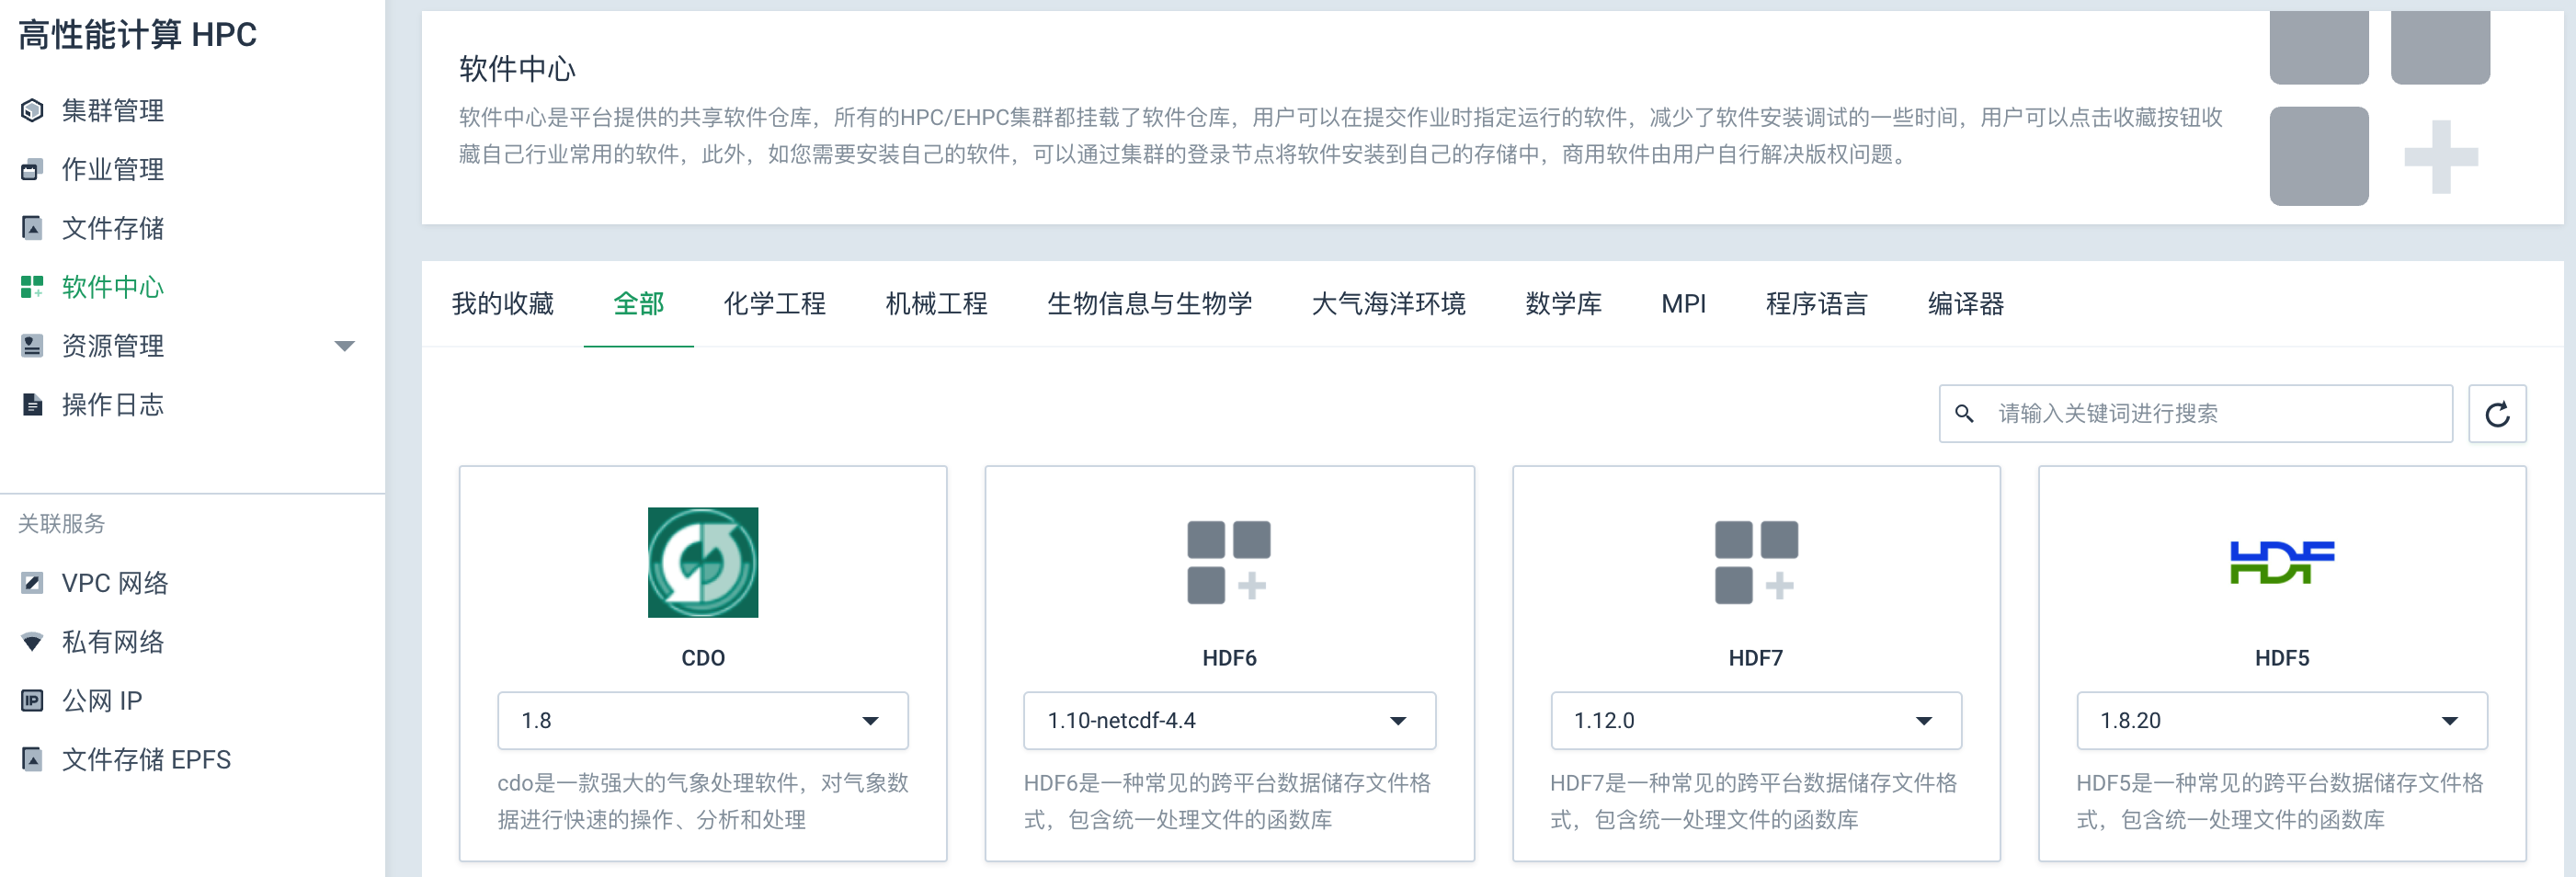 高性能计算 HPC
集群管理
作业管理
文件存储
软件中心
资源管理
操作日志
关联服务
VPC 网络
私有网络
IP
公网 IP
文件存储 EPFS
软件中心
软件中心是平台提供的共享软件仓库，所有的HPC/EHPC集群都挂载了软件仓库，用户可以在提交作业时指定运行的软件，减少了软件安装调试的一些时间，用户可以点击收藏按钮收
藏自己行业常用的软件，此外，如您需要安装自己的软件，可以通过集群的登录节点将软件安装到自己的存储中，商用软件由用户自行解决版权问题。
我的收藏 全部 化学工程 机械工程 生物信息与生物学 大气海洋环境 数学库 MPI 程序语言 编译器
请输入关键词进行搜索
CDO
1.8
cdo是一款强大的气象处理软件，对气象数
据进行快速的操作、分析和处理
HDF6
1.10-netcdf-4.4
HDF6是一种常见的跨平台数据储存文件格
式，包含统一处理文件的函数库
HDF7
1.12.0
HDF7是一种常见的跨平台数据储存文件格
式，包含统一处理文件的函数库
HDF
HDF5
1.8.20
HDF5是一种常见的跨平台数据储存文件格
式，包含统一处理文件的函数库